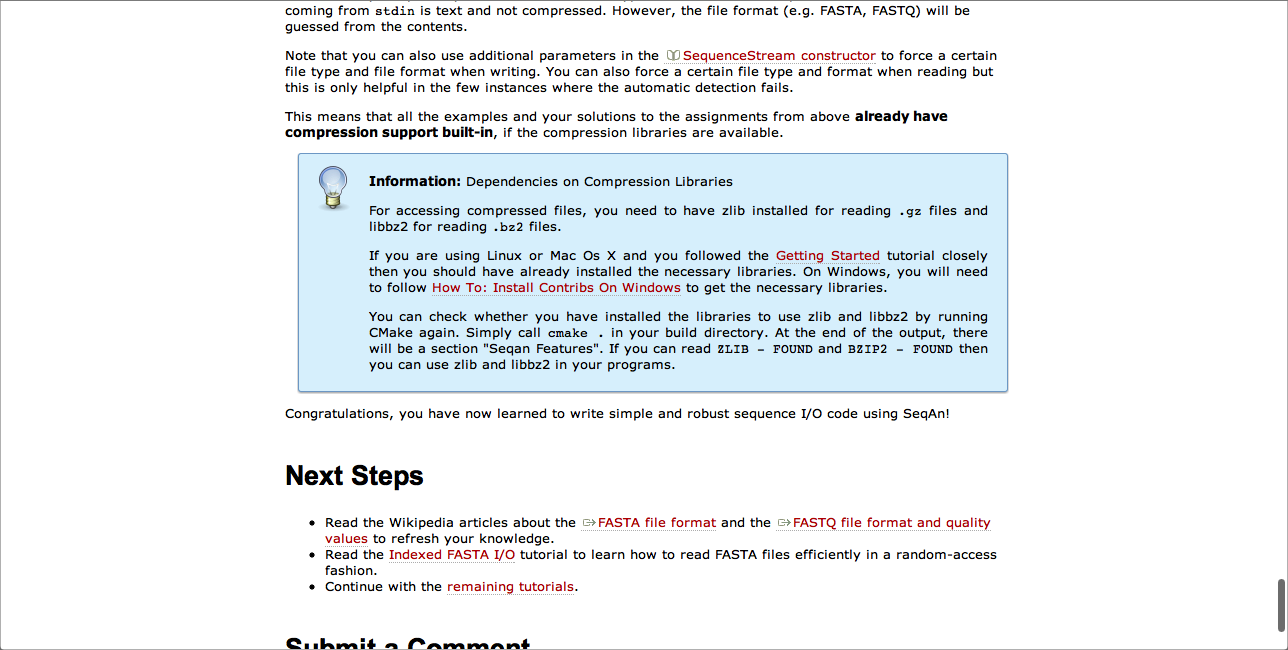 coming from stdin is text and not compressed. However, the file format (e.g. FASTA, FASTQ) will be
guessed from the contents.
Note that you can also use additional parameters in the SequenceStream constructor to force a certain
file type and file format when writing. You can also force a certain file type and format when reading but
this is only helpful in the few instances where the automatic detection fails.
This means that all the examples and your solutions to the assignments from above already have
compression support built-in, if the compression libraries are available.
Information: Dependencies on Compression Libraries
For accessing compressed files, you need to have zlib installed for reading .gz files and
libbz2 for reading .bz2 files.
If you are using Linux or Mac Os X and you followed the Getting Started tutorial closely
then you should have already installed the necessary libraries. On Windows, you will need
to follow How To: Install Contribs On Windows to get the necessary libraries.
You can check whether you have installed the libraries to use zlib and libbz2 by running
CMake again. Simply call cmake . in your build directory. At the end of the output, there
will be a section "Seqan Features". If you can read ZLIB - FOUND and BZIP2 - FOUND then
you can use zlib and libbz2 in your programs.
Congratulations, you have now learned to write simple and robust sequence I/O code using SeqAn!
Next Steps
• Read the Wikipedia articles about the FASTA file format and the FASTQ file format and quality
values to refresh your knowledge.
• Read the Indexed FASTA I/O tutorial to learn how to read FASTA files efficiently in a random-access
fashion.
• Continue with the remaining tutorials.
Submit a Comment